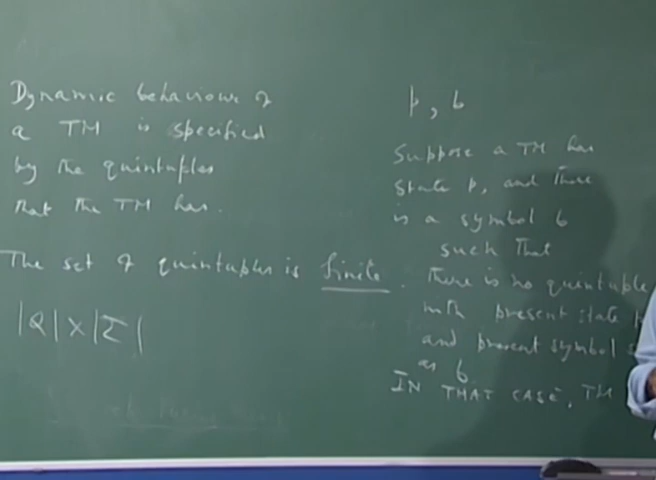 Dynamic behaviour of
a TM is specified
by the quintuples
that the TM has.
The set of quintuples is finite.
|Q| X |Σ|
p, b
Suppose a TM has
state p, and there
is a symbol b
such that
There is no quintuple
with present state p
and present symbol
as b
IN THAT CASE, TM